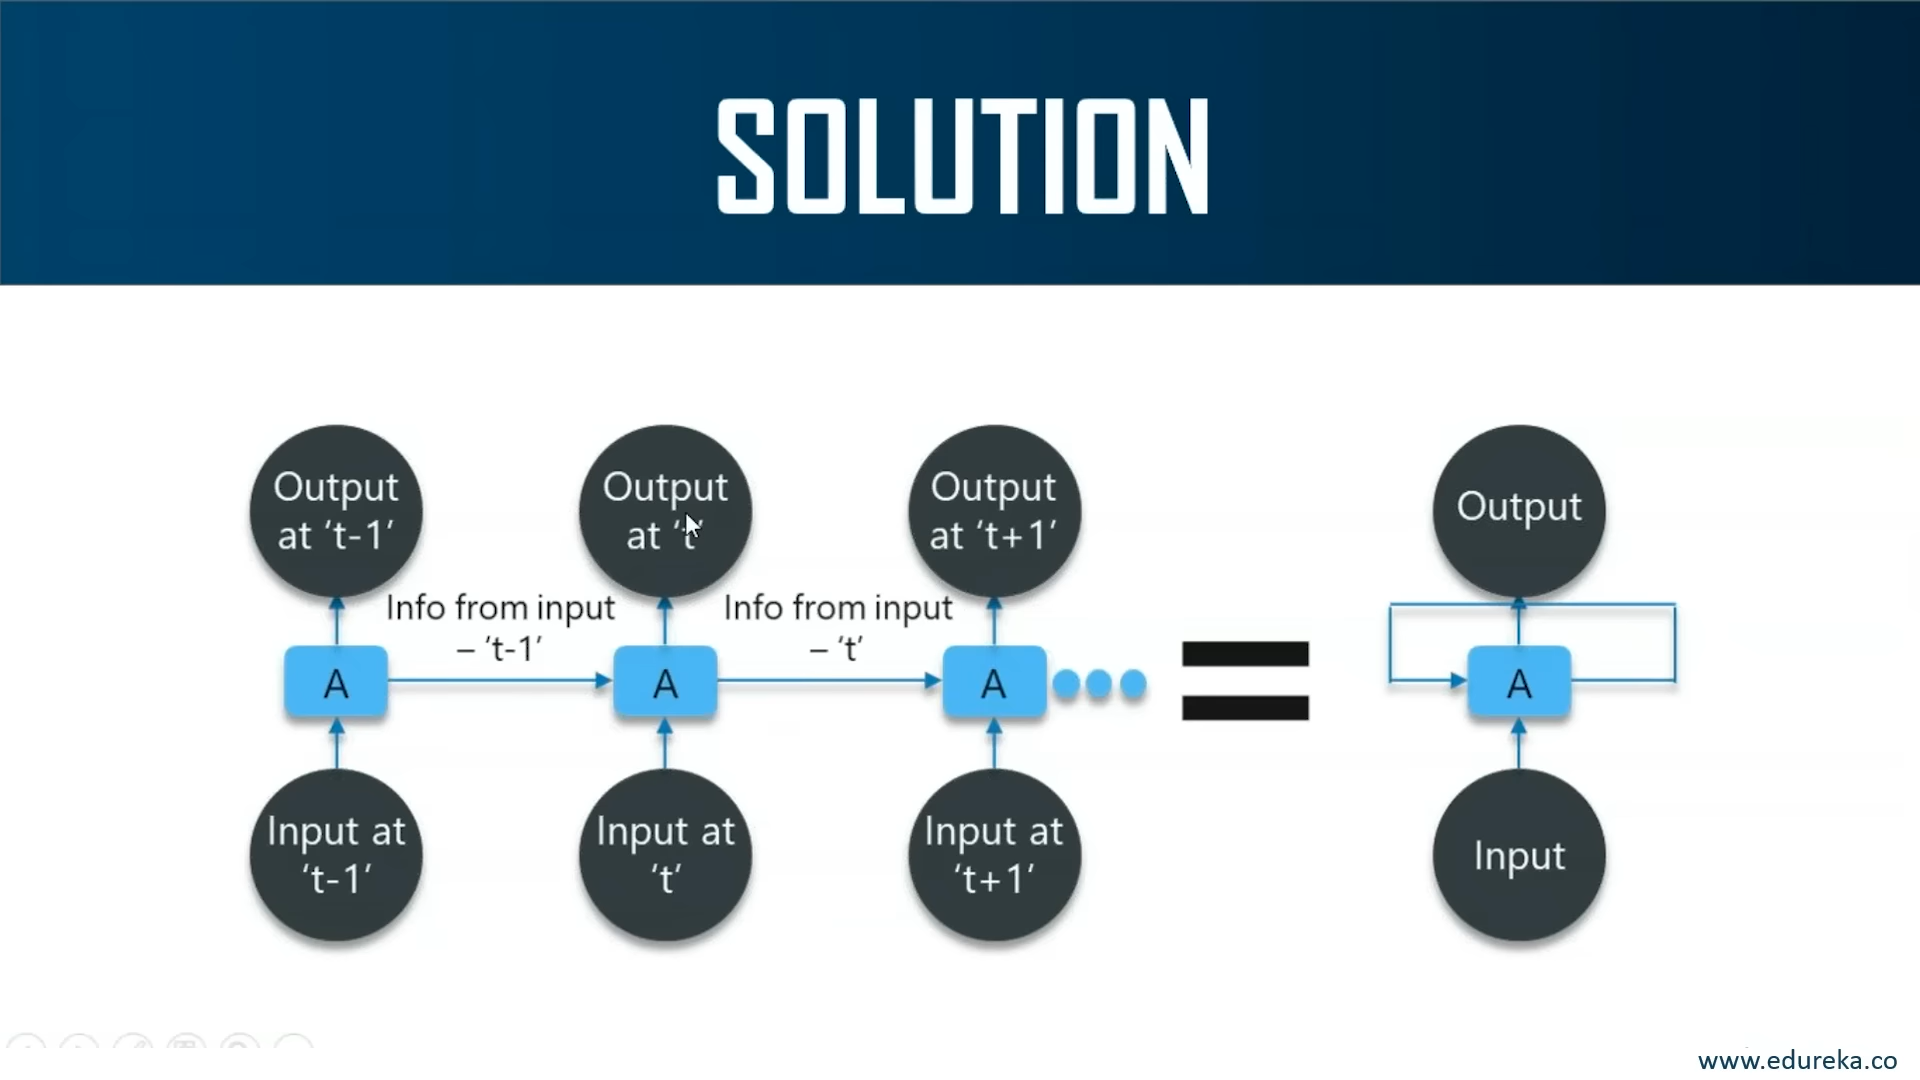 SOLUTION
Output
at ‘t-1’
Output
at ‘t’
Output
at ‘t+1’
Output
Info from input
– ‘t-1’
Info from input
– ‘t’
A
A
A
A
Input at
‘t-1’
Input at
‘t’
Input at
‘t+1’
Input
www.edureka.co